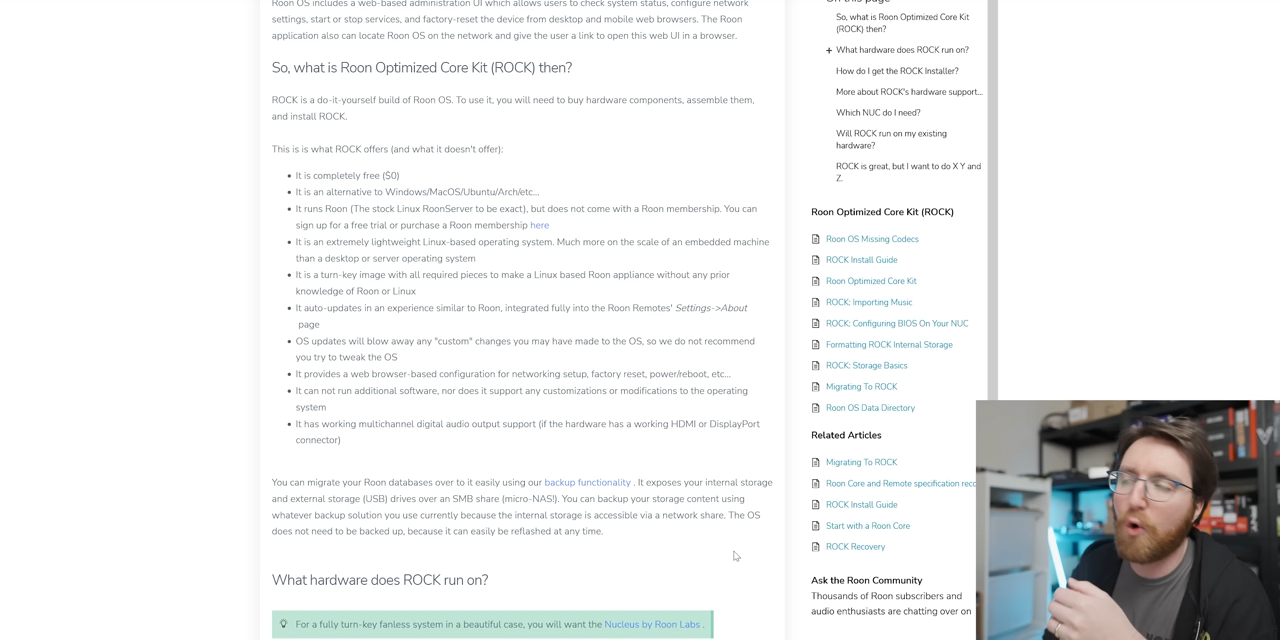 Roon OS includes a web-based administration UI which allows users to check system status, configure network
settings, start or stop services, and factory-reset the device from desktop and mobile web browsers. The Roon
application also can locate Roon OS on the network and give the user a link to open this web UI in a browser.
So, what is Roon Optimized Core Kit (ROCK) then?
ROCK is a do-it-yourself build of Roon OS. To use it, you will need to buy hardware components, assemble them,
and install ROCK.
This is is what ROCK offers (and what it doesn't offer):
It is completely free ($0)
It is an alternative to Windows/MacOS/Ubuntu/Arch/etc...
It runs Roon (The stock Linux RoonServer to be exact), but does not come with a Roon membership. You can
sign up for a free trial or purchase a Roon membership here
It is an extremely lightweight Linux-based operating system. Much more on the scale of an embedded machine
than a desktop or server operating system
It is a turn-key image with all required pieces to make a Linux based Roon appliance without any prior
knowledge of Roon or Linux
It auto-updates in an experience similar to Roon, integrated fully into the Roon Remotes' Settings->About
page
OS updates will blow away any "custom" changes you may have made to the OS, so we do not recommend
you try to tweak the OS
It provides a web browser-based configuration for networking setup, factory reset, power/reboot, etc...
It can not run additional software, nor does it support any customizations or modifications to the operating
system
It has working multichannel digital audio output support (if the hardware has a working HDMI or DisplayPort
connector)
You can migrate your Roon databases over to it easily using our backup functionality . It exposes your internal storage
and external storage (USB) drives over an SMB share (micro-NAS!). You can backup your storage content using
whatever backup solution you use currently because the internal storage is accessible via a network share. The OS
does not need to be backed up, because it can easily be reflashed at any time.
What hardware does ROCK run on?
For a fully turn-key fanless system in a beautiful case, you will want the Nucleus by Roon Labs .
On this page
So, what is Roon Optimized Core Kit
(ROCK) then?
+ What hardware does ROCK run on?
How do I get the ROCK Installer?
More about ROCK's hardware support...
Which NUC do I need?
Will ROCK run on my existing
hardware?
ROCK is great, but I want to do X Y and
Z.
Roon Optimized Core Kit (ROCK)
Roon OS Missing Codecs
ROCK Install Guide
Roon Optimized Core Kit
ROCK: Importing Music
ROCK: Configuring BIOS On Your NUC
Formatting ROCK Internal Storage
ROCK: Storage Basics
Migrating To ROCK
Roon OS Data Directory
Related Articles
Migrating To ROCK
Roon Core and Remote specification reco
ROCK Install Guide
Start with a Roon Core
ROCK Recovery
Ask the Roon Community
Thousands of Roon subscribers and
audio enthusiasts are chatting over on